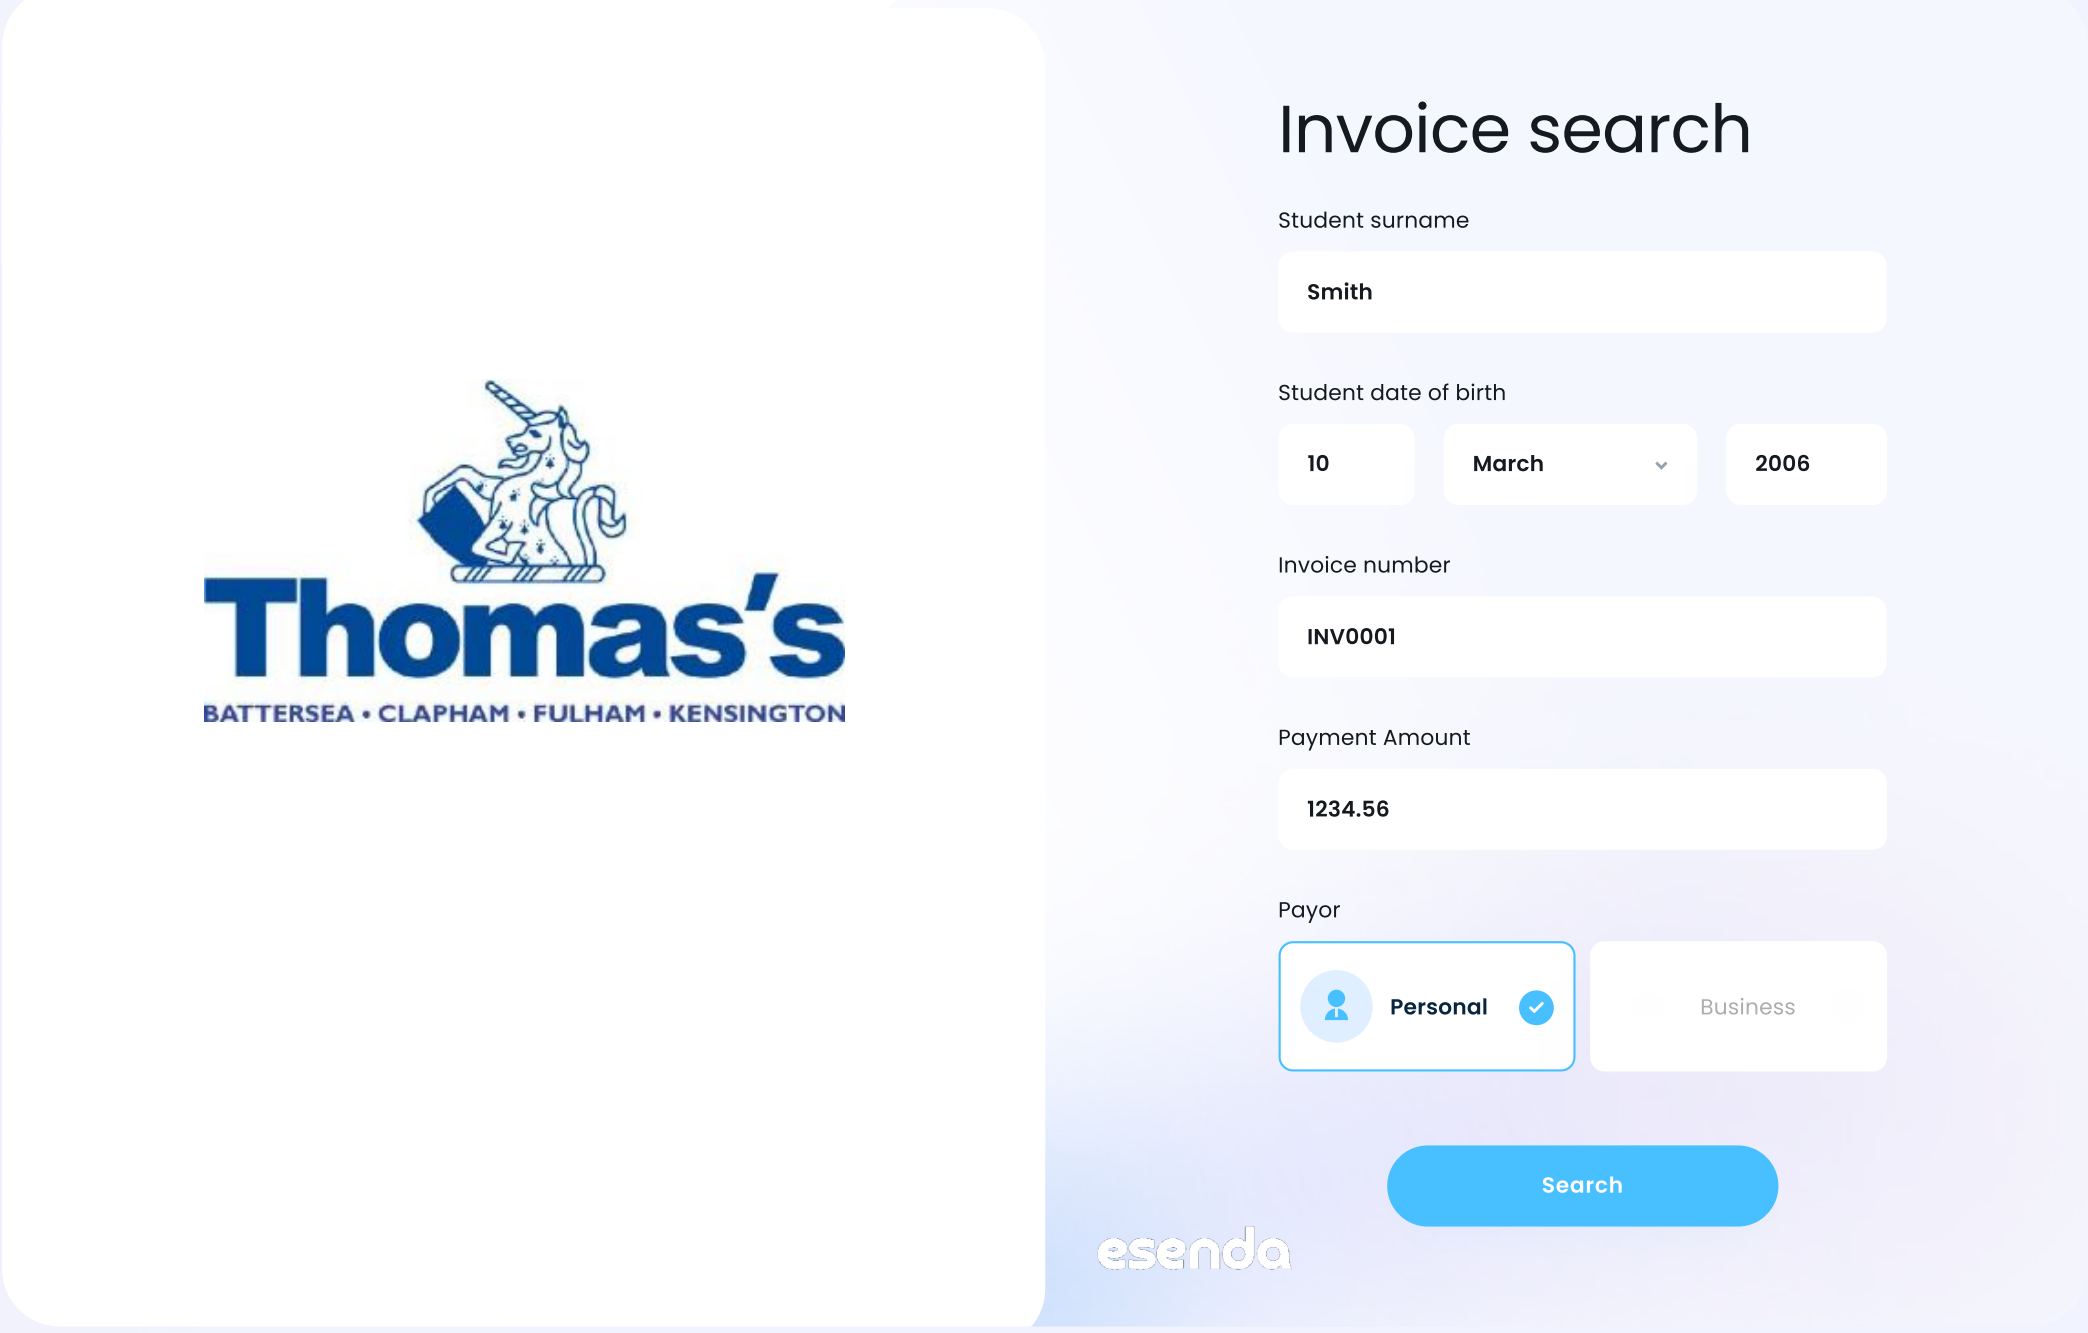 Thomas's
BATTERSEA • CLAPHAM • FULHAM • KENSINGTON
Invoice search
Student surname
Smith
Student date of birth
10 March 2006
Invoice number
INV0001
Payment Amount
1234.56
Payor
Personal Business
Search
esenda